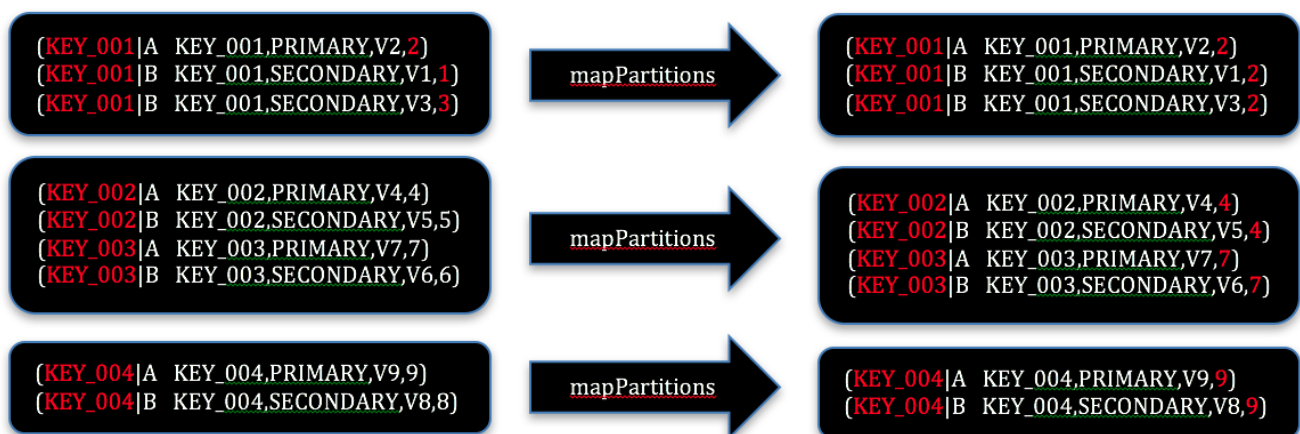 (KEY_001|A KEY_001,PRIMARY,V2,2)
(KEY_001|B KEY_001,SECONDARY,V1,1)
(KEY_001|B KEY_001,SECONDARY,V3,3)
mapPartitions
(KEY_001|A KEY_001,PRIMARY,V2,2)
(KEY_001|B KEY_001,SECONDARY,V1,2)
(KEY_001|B KEY_001,SECONDARY,V3,2)
(KEY_002|A KEY_002,PRIMARY,V4,4)
(KEY_002|B KEY_002,SECONDARY,V5,5)
(KEY_003|A KEY_003,PRIMARY,V7,7)
(KEY_003|B KEY_003,SECONDARY,V6,6)
mapPartitions
(KEY_002|A KEY_002,PRIMARY,V4,4)
(KEY_002|B KEY_002,SECONDARY,V5,4)
(KEY_003|A KEY_003,PRIMARY,V7,7)
(KEY_003|B KEY_003,SECONDARY,V6,7)
(KEY_004|A KEY_004,PRIMARY,V9,9)
(KEY_004|B KEY_004,SECONDARY,V8,8)
mapPartitions
(KEY_004|A KEY_004,PRIMARY,V9,9)
(KEY_004|B KEY_004,SECONDARY,V8,9)